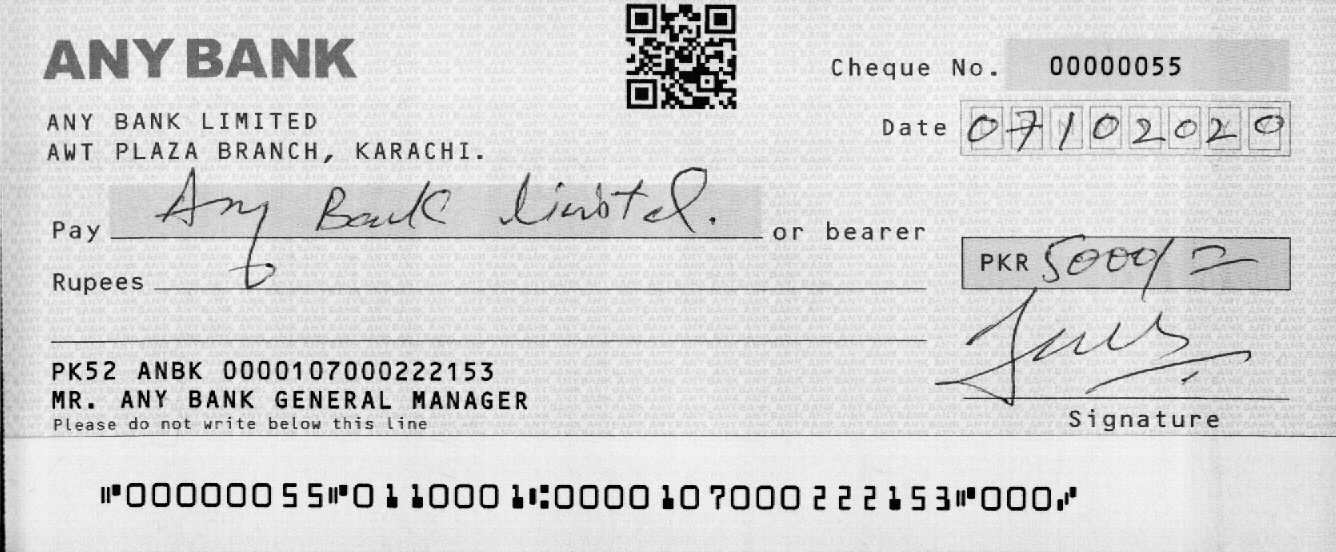 ANY BANK
Cheque No. 00000055
ANY BANK LIMITED
Date 07102020
AWT PLAZA BRANCH, KARACHI.
Pay Any Bank Limited. or bearer
Rupees
PKR 5000/=
PK52 ANBK 0000107000222153
MR. ANY BANK GENERAL MANAGER
Please do not write below this line
Signature
⑈00000055⑈0110001⑆0000107000222153⑈000⑇